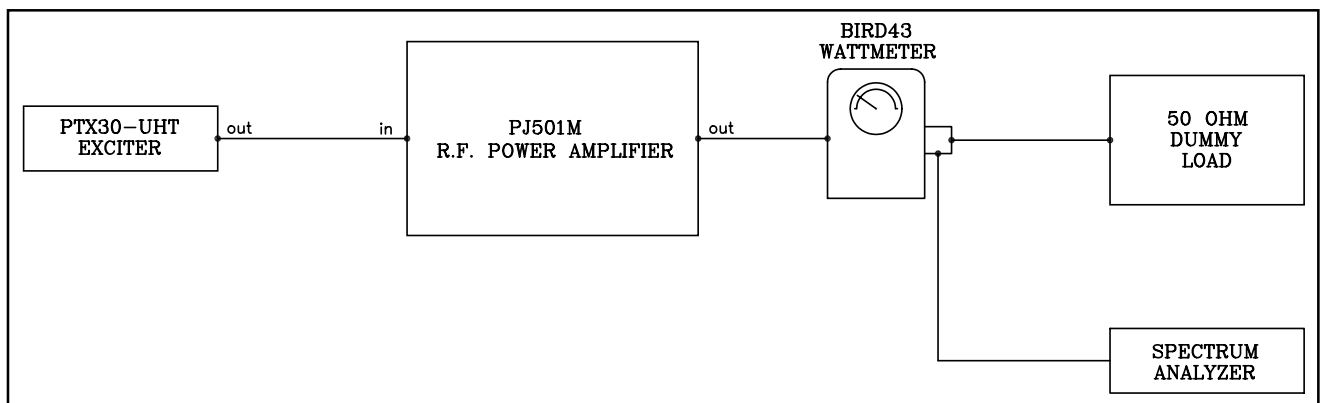 BIRD43
WATTMETER
PTX30-UHT
EXCITER
out
in
PJ501M
R.F. POWER AMPLIFIER
out
50 OHM
DUMMY
LOAD
SPECTRUM
ANALYZER